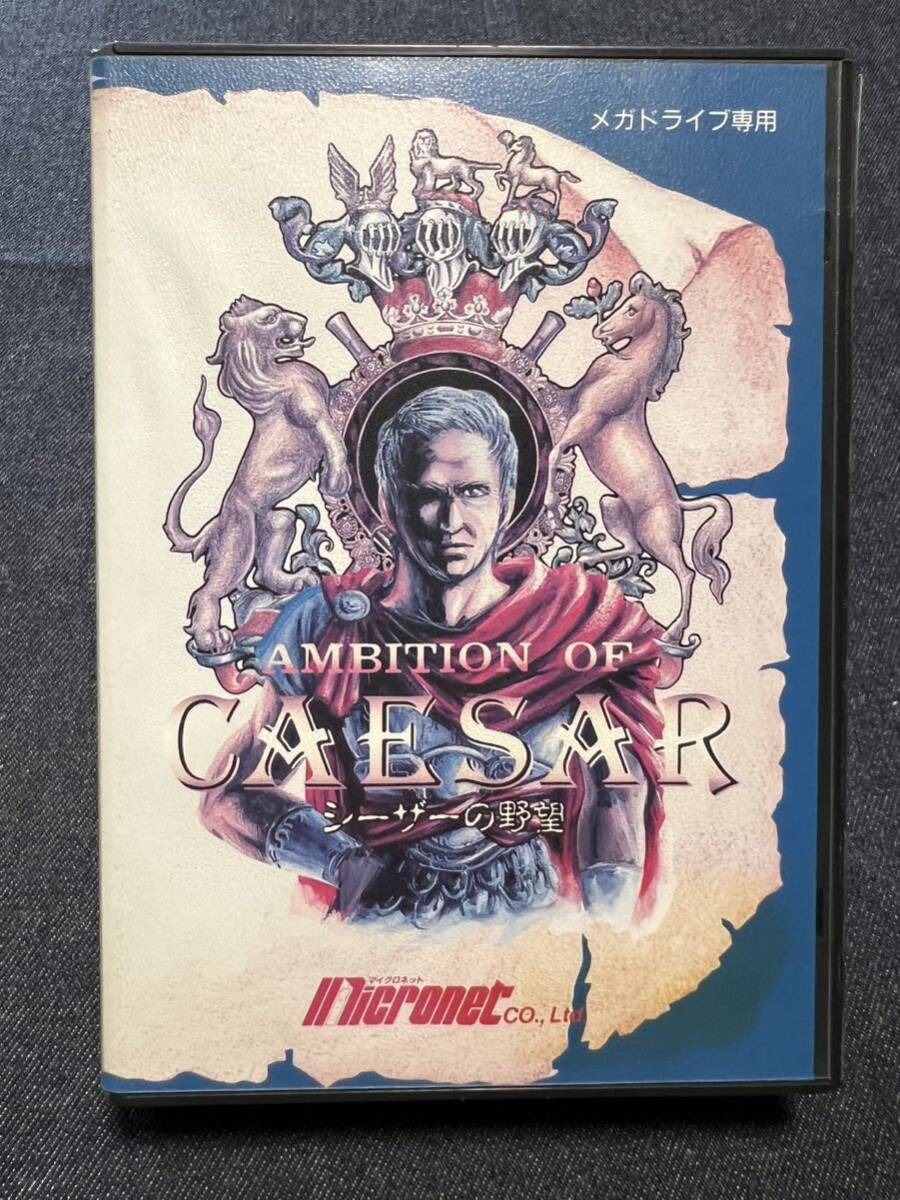 メガドライブ専用
AMBITION OF
CAESAR
シーザーの野望
マイクロネット
Micronet CO., Ltd